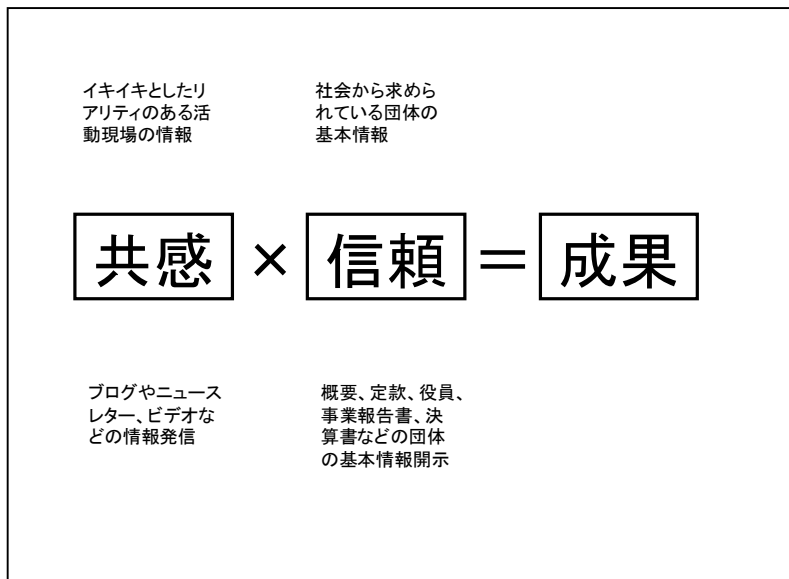 イキイキとしたリ
アリティのある活
動現場の情報
社会から求めら
れている団体の
基本情報
共感 × 信頼 = 成果
ブログやニュース
レター、ビデオな
どの情報発信
概要、定款、役員、
事業報告書、決
算書などの団体
の基本情報開示